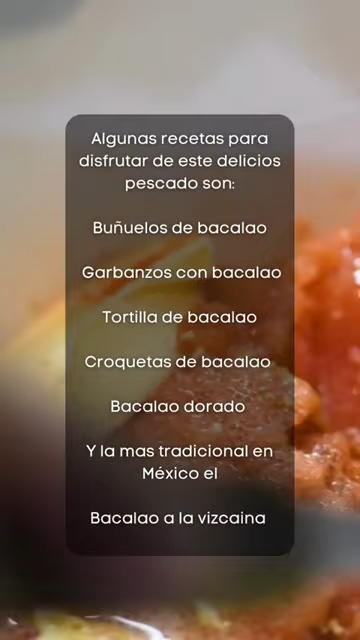 Algunas recetas para
disfrutar de este delicios
pescado son:
Buñuelos de bacalao
Garbanzos con bacalao
Tortilla de bacalao
Croquetas de bacalao
Bacalao dorado
Y la mas tradicional en
México el
Bacalao a la vizcaina